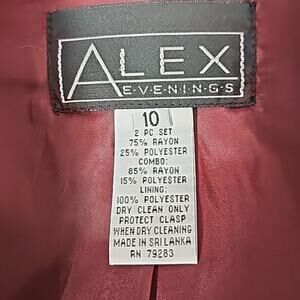 ALEX
E·V·E·N·I·N·G·S
10
2 PC SET
75% RAYON
25% POLYESTER
COMBO:
85% RAYON
15% POLYESTER
LINING:
100% POLYESTER
DRY CLEAN ONLY
PROTECT CLASP
WHEN DRY CLEANING
MADE IN SRI LANKA
RN 79283